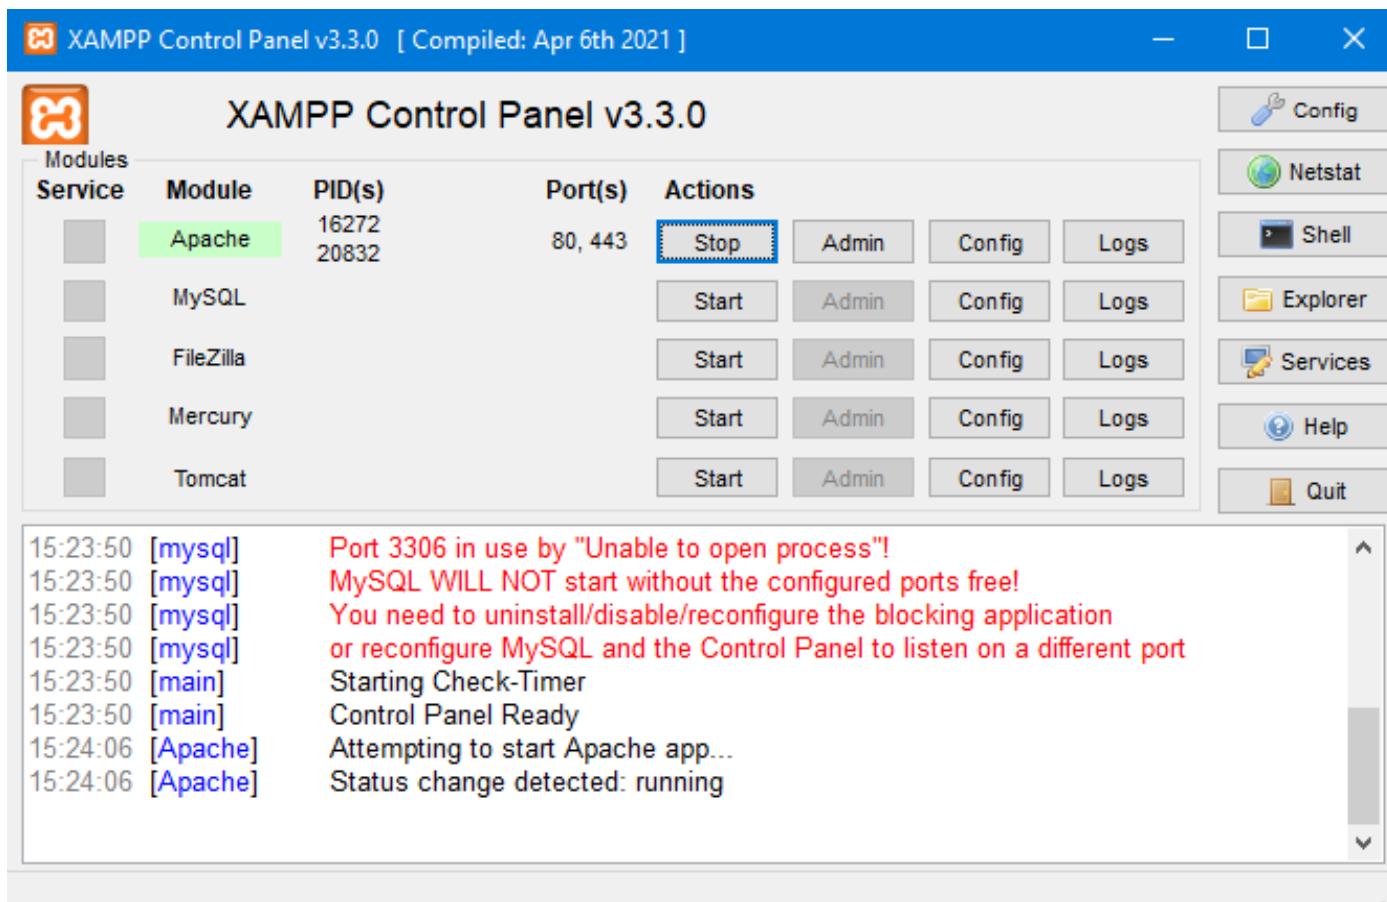 XAMPP Control Panel v3.3.0 [ Compiled: Apr 6th 2021 ]
XAMPP Control Panel v3.3.0
Config
Modules
Netstat
Service Module PID(s) Port(s) Actions
Apache 16272 20832 80, 443 Stop Admin Config Logs
Shell
MySQL Start Admin Config Logs
Explorer
FileZilla Start Admin Config Logs
Services
Mercury Start Admin Config Logs
Help
Tomcat Start Admin Config Logs
Quit
15:23:50 [mysql] Port 3306 in use by "Unable to open process"!
15:23:50 [mysql] MySQL WILL NOT start without the configured ports free!
15:23:50 [mysql] You need to uninstall/disable/reconfigure the blocking application
15:23:50 [mysql] or reconfigure MySQL and the Control Panel to listen on a different port
15:23:50 [main] Starting Check-Timer
15:23:50 [main] Control Panel Ready
15:24:06 [Apache] Attempting to start Apache app...
15:24:06 [Apache] Status change detected: running